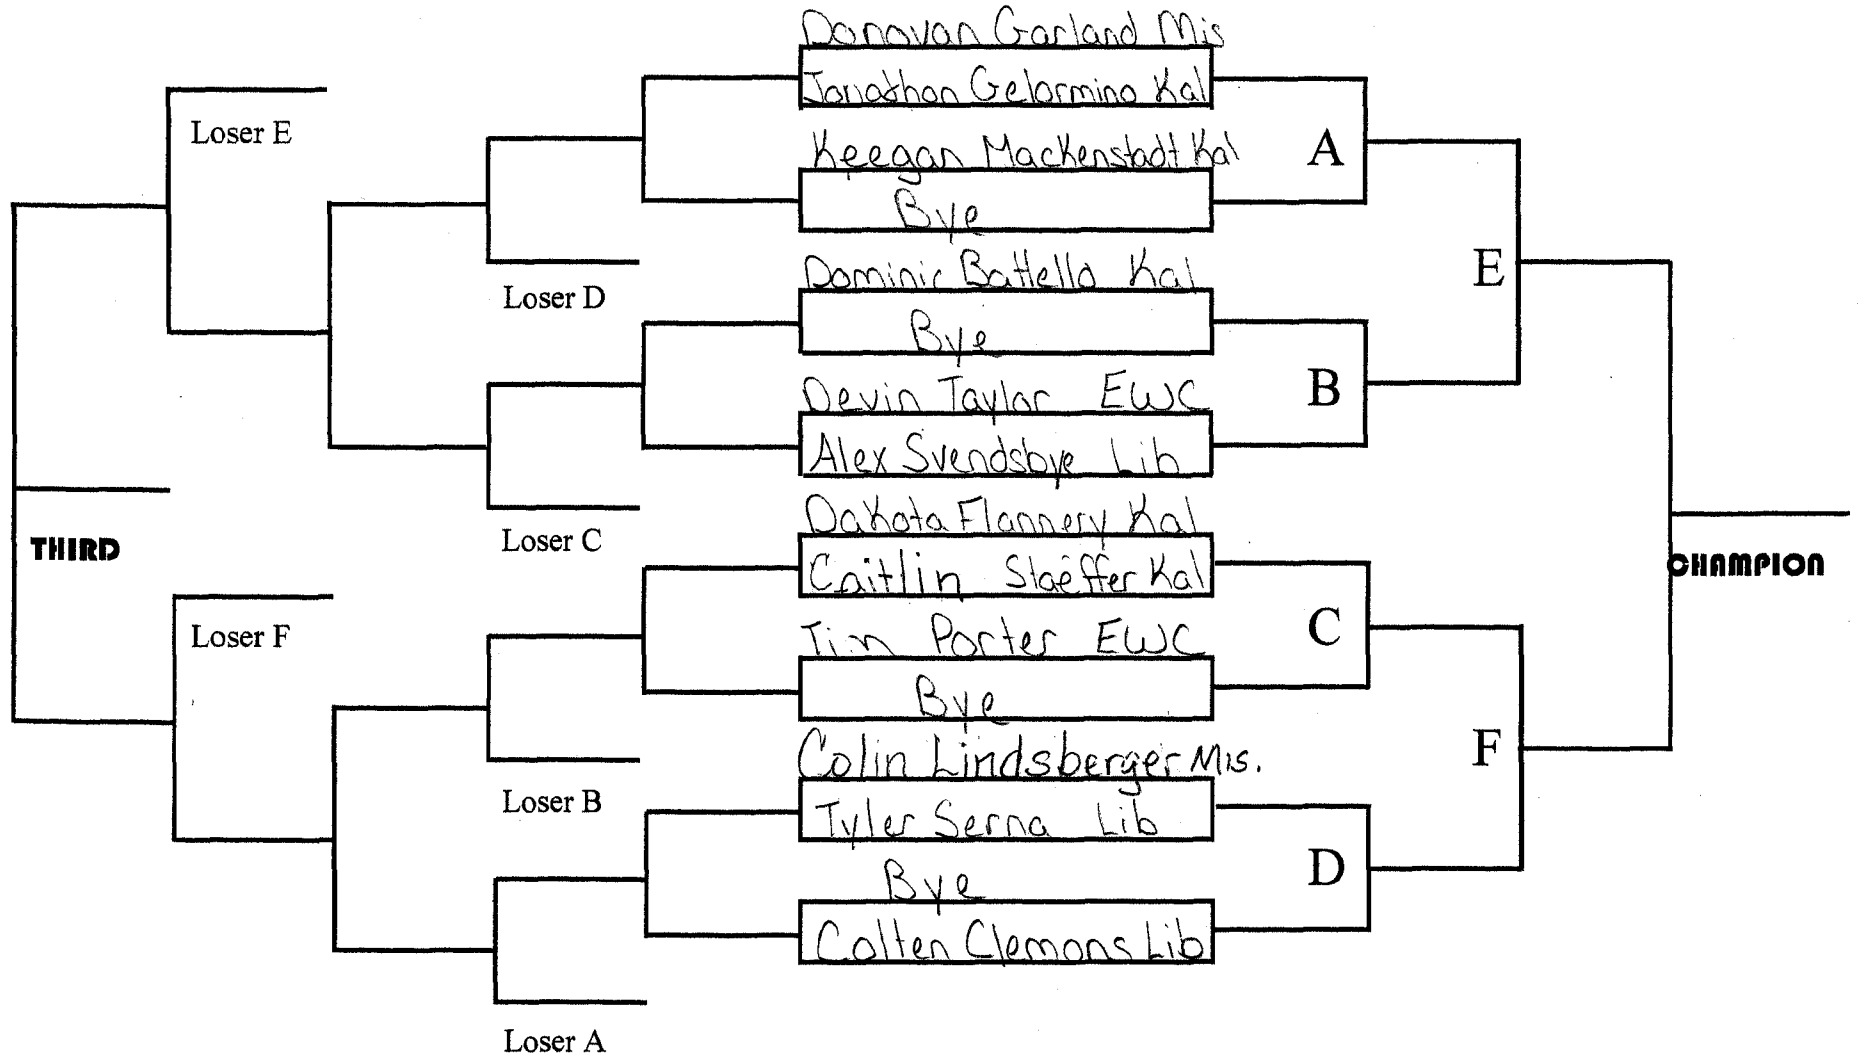 Donovan Garland Mis
Jonathon Gelormino Kal
Loser E
Keegan Mackenstadt Kal
A
Bye
Dominic Battello Kal
E
Loser D
Bye
Devin Taylor EWC
B
Alex Svendsbye Lib
Dakota Flannery Kal
Loser C
THIRD
CHAMPION
Caitlin Slaeffer Kal
Loser F
Tim Porter EWC
C
Bye
Colin Lindsberger Mis.
F
Loser B
Tyler Serna Lib
Bye
D
Colten Clemons Lib
Loser A